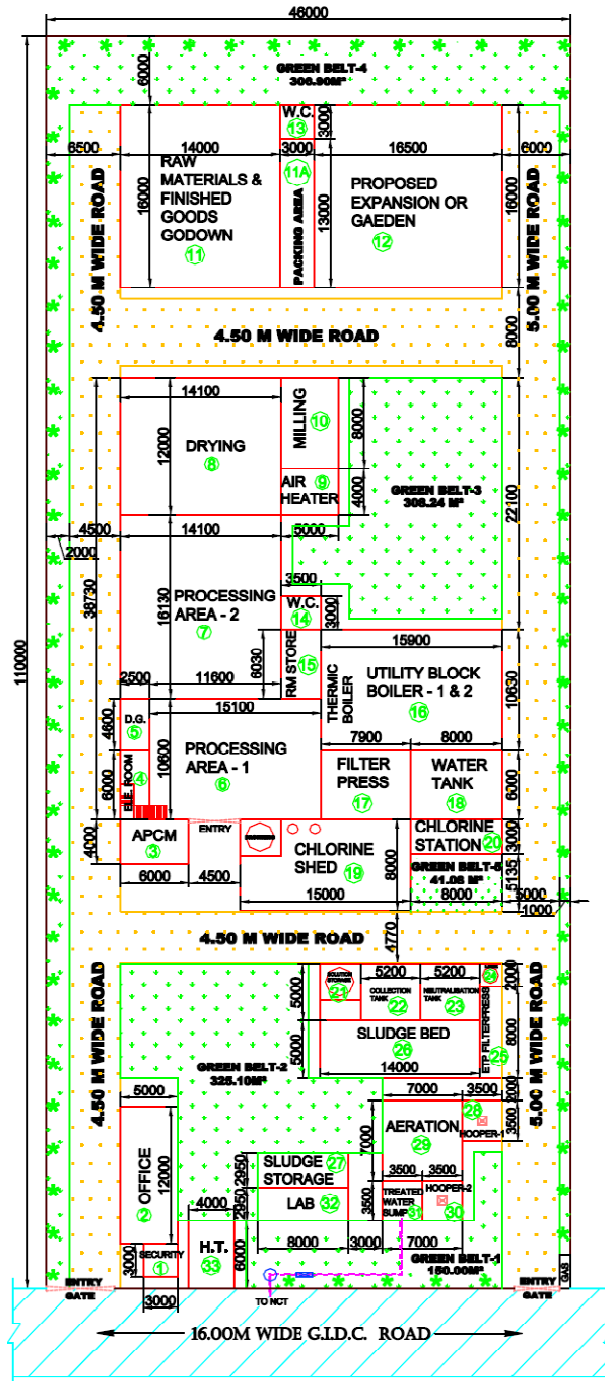 46000
6000
GREEN BELT-4
300.90M²
W.C.
13
3000
6500
14000
3000
16500
6000
RAW
MATERIALS &
FINISHED
GOODS
GODOWN
11
16000
11A
PACKING AREA
13000
PROPOSED
EXPANSION OR
GAEDEN
12
16000
4.50 M WIDE ROAD
5.00 M WIDE ROAD
4.50 M WIDE ROAD
8000
14100
12000
DRYING
8
MILLING
10
8000
AIR
HEATER
9
4000
GREEN BELT-3
308.24 M²
22100
4500
2000
14100
5000
38730
110000
3500
W.C.
14
3000
PROCESSING
AREA - 2
7
16130
6030
RM STORE
15
15900
THERMIC
BOILER
UTILITY BLOCK
BOILER - 1 & 2
16
10630
2500
11600
15100
4600
D.G.
5
10600
PROCESSING
AREA - 1
6
7900
8000
FILTER
PRESS
17
WATER
TANK
18
6000
6000
ELE. ROOM
4
ENTRY
4000
APCM
3
CHLORINE
SHED
19
8000
CHLORINE
STATION
20
3000
GREEN BELT-5
41.08 M²
5135
6000
4500
15000
8000
5000
1000
4.50 M WIDE ROAD
4770
4.50 M WIDE ROAD
5.00 M WIDE ROAD
5000
SOLUTION
STORAGE
21
5200
5200
COLLECTION
TANK
22
NEUTRALISATION
TANK
23
24
2000
5000
SLUDGE BED
26
14000
ETP FILTERPRESS
25
8000
GREEN BELT-2
325.10M²
5000
7000
3500
2000
12000
OFFICE
2
7000
AERATION
29
28
HOOPER-1
3500
2950
SLUDGE
STORAGE
27
2950
LAB
32
3500
3500
3500
TREATED
WATER
SUMP
31
HOOPER-2
30
4000
H.T.
33
6000
8000
3000
7000
3000
SECURITY
1
3000
GREEN BELT-1
150.00M²
TO NCT
ENTRY
GATE
ENTRY
GATE
GAS
16.00M WIDE G.I.D.C. ROAD